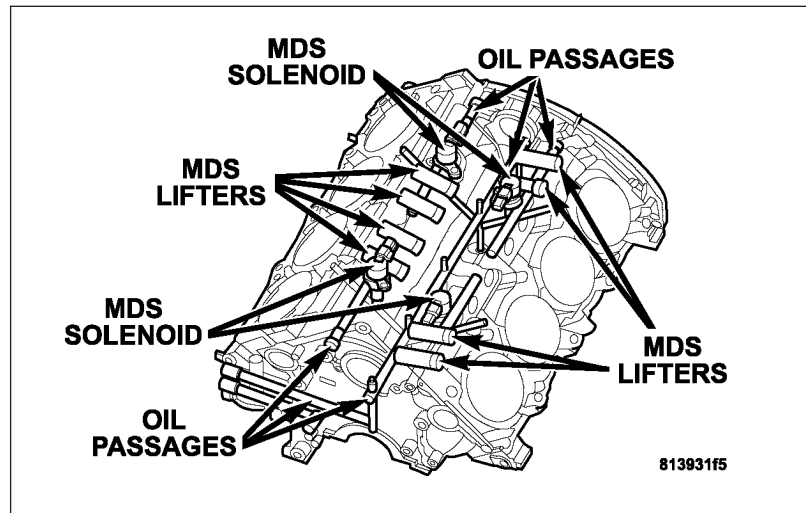 MDS
SOLENOID
OIL PASSAGES
MDS
LIFTERS
MDS
SOLENOID
MDS
LIFTERS
OIL
PASSAGES
813931f5